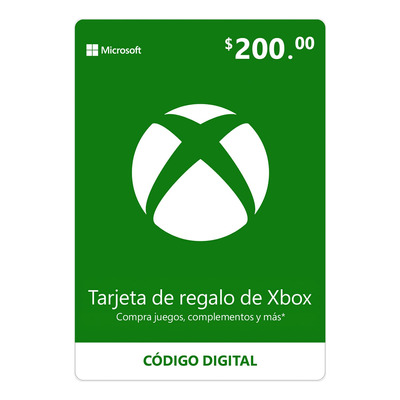 Microsoft
$200.00
Tarjeta de regalo de Xbox
Compra juegos, complementos y más*
CÓDIGO DIGITAL